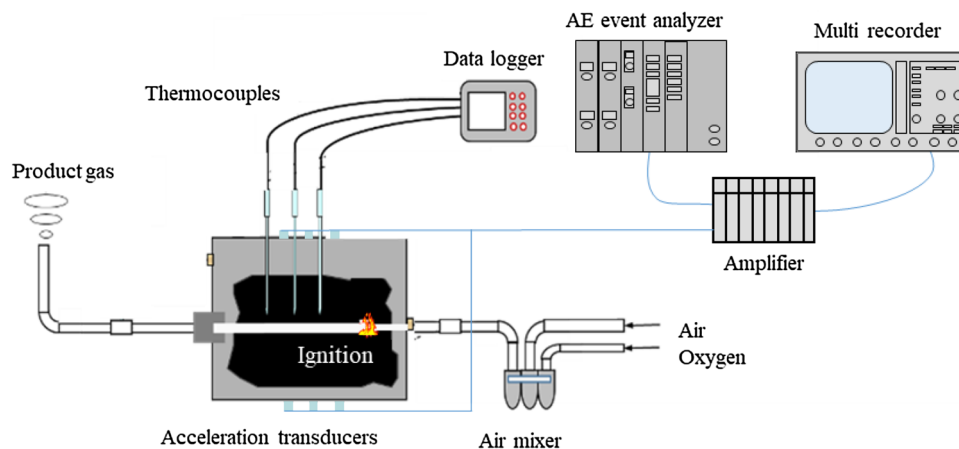 AE event analyzer
Multi recorder
Data logger
Thermocouples
Product gas
Amplifier
Air
Ignition
Oxygen
Acceleration transducers
Air mixer